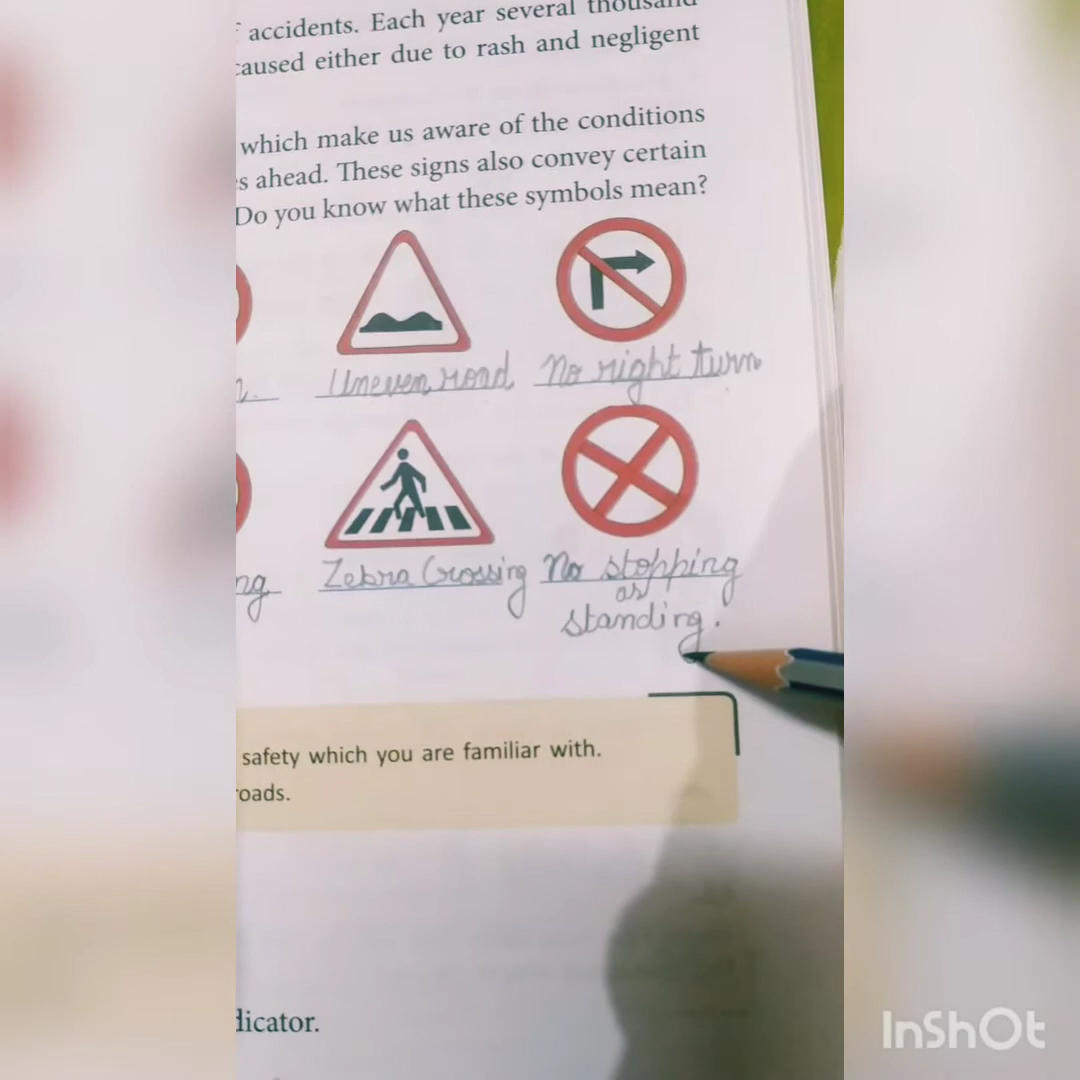 accidents. Each year several thousand
caused either due to rash and negligent
which make us aware of the conditions
s ahead. These signs also convey certain
Do you know what these symbols mean?
n. Uneven road No right turn
ng Zebra Crossing No stopping
or
standing.
safety which you are familiar with.
roads.
dicator.
InShOt